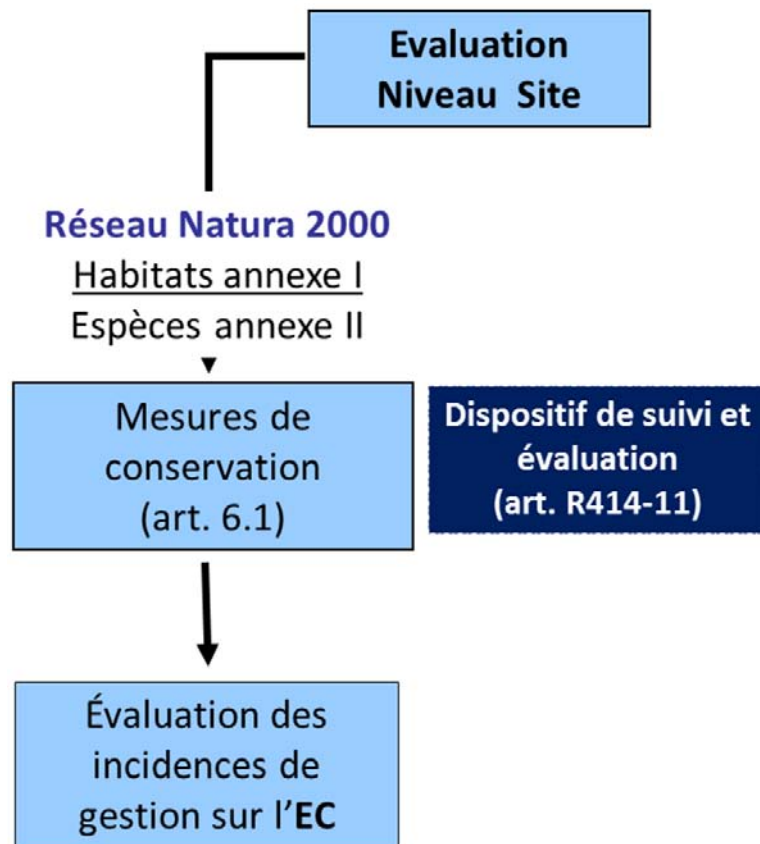 Evaluation
Niveau Site
Réseau Natura 2000
Habitats annexe I
Espèces annexe II
Mesures de
conservation
(art. 6.1)
Dispositif de suivi et
évaluation
(art. R414-11)
Évaluation des
incidences de
gestion sur l'EC